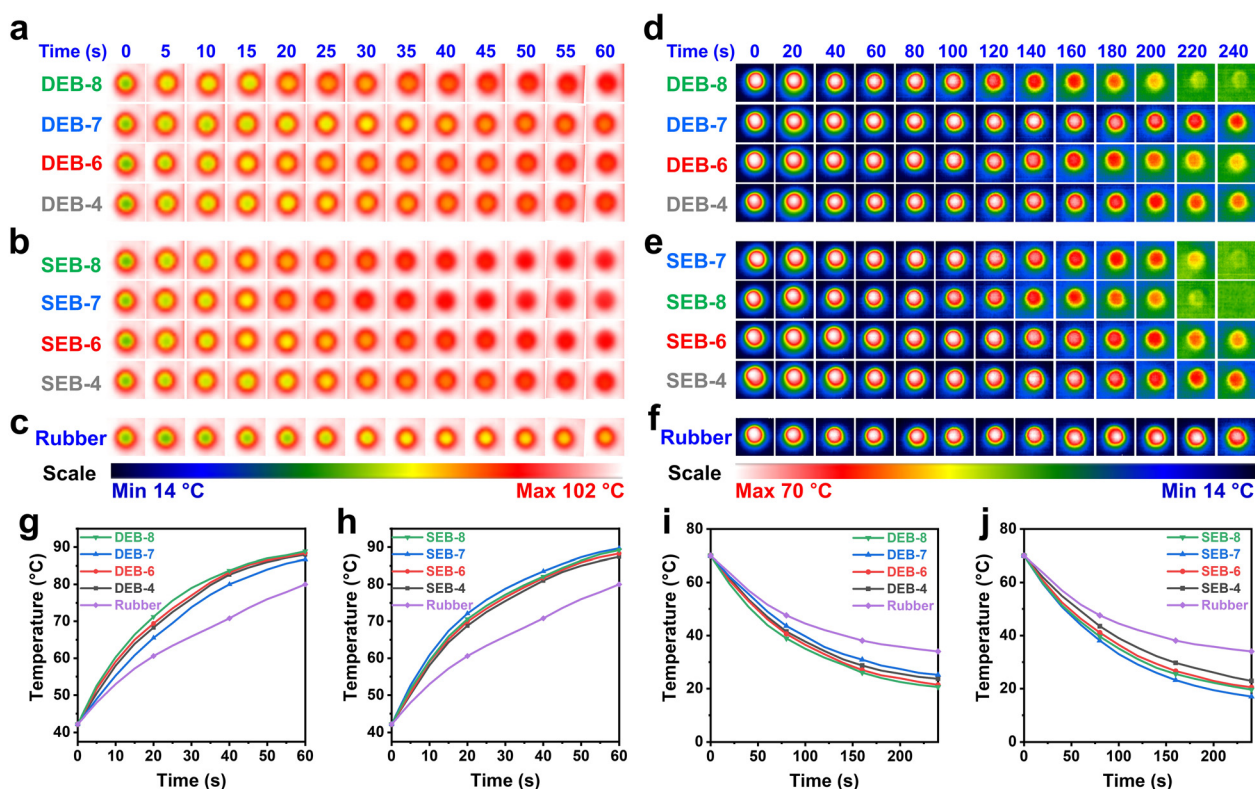 a
Time (s) 0 5 10 15 20 25 30 35 40 45 50 55 60
DEB-8
DEB-7
DEB-6
DEB-4
b
SEB-8
SEB-7
SEB-6
SEB-4
c
Rubber
Scale
Min 14 °C Max 102 °C
d
Time (s) 0 20 40 60 80 100 120 140 160 180 200 220 240
DEB-8
DEB-7
DEB-6
DEB-4
e
SEB-7
SEB-8
SEB-6
SEB-4
f
Rubber
Scale
Max 70 °C Min 14 °C
g
Temperature (°C)
90
80
70
60
50
40
DEB-8
DEB-7
DEB-6
DEB-4
Rubber
0 10 20 30 40 50 60
Time (s)
h
Temperature (°C)
90
80
70
60
50
40
SEB-8
SEB-7
SEB-6
SEB-4
Rubber
0 10 20 30 40 50 60
Time (s)
i
Temperature (°C)
80
60
40
20
0
DEB-8
DEB-7
DEB-6
DEB-4
Rubber
0 50 100 150 200
Time (s)
j
Temperature (°C)
80
60
40
20
0
SEB-8
SEB-7
SEB-6
SEB-4
Rubber
0 50 100 150 200
Time (s)